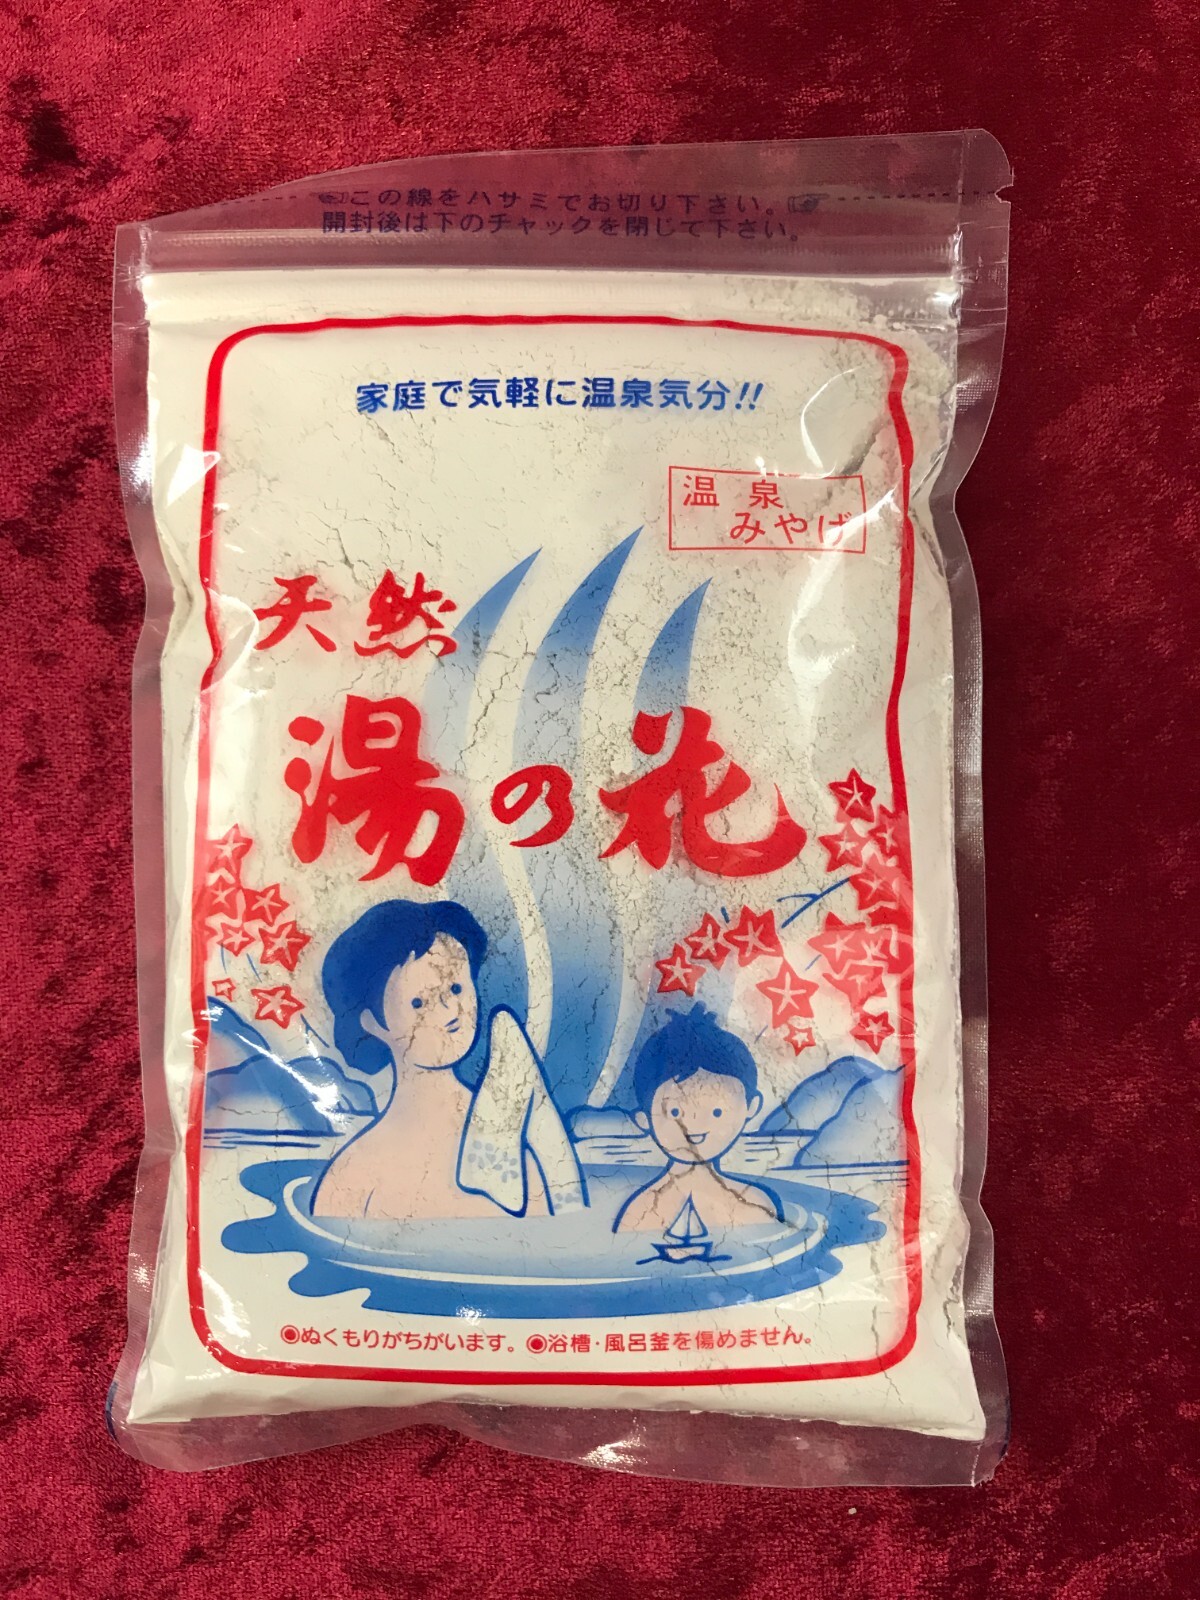 この線をハサミでお切り下さい。
開封後は下のチャックを閉じて下さい。
家庭で気軽に温泉気分!!
温泉
みやげ
天然
湯の花
◉ぬくもりがちがいます。◉浴槽・風呂釜を傷めません。